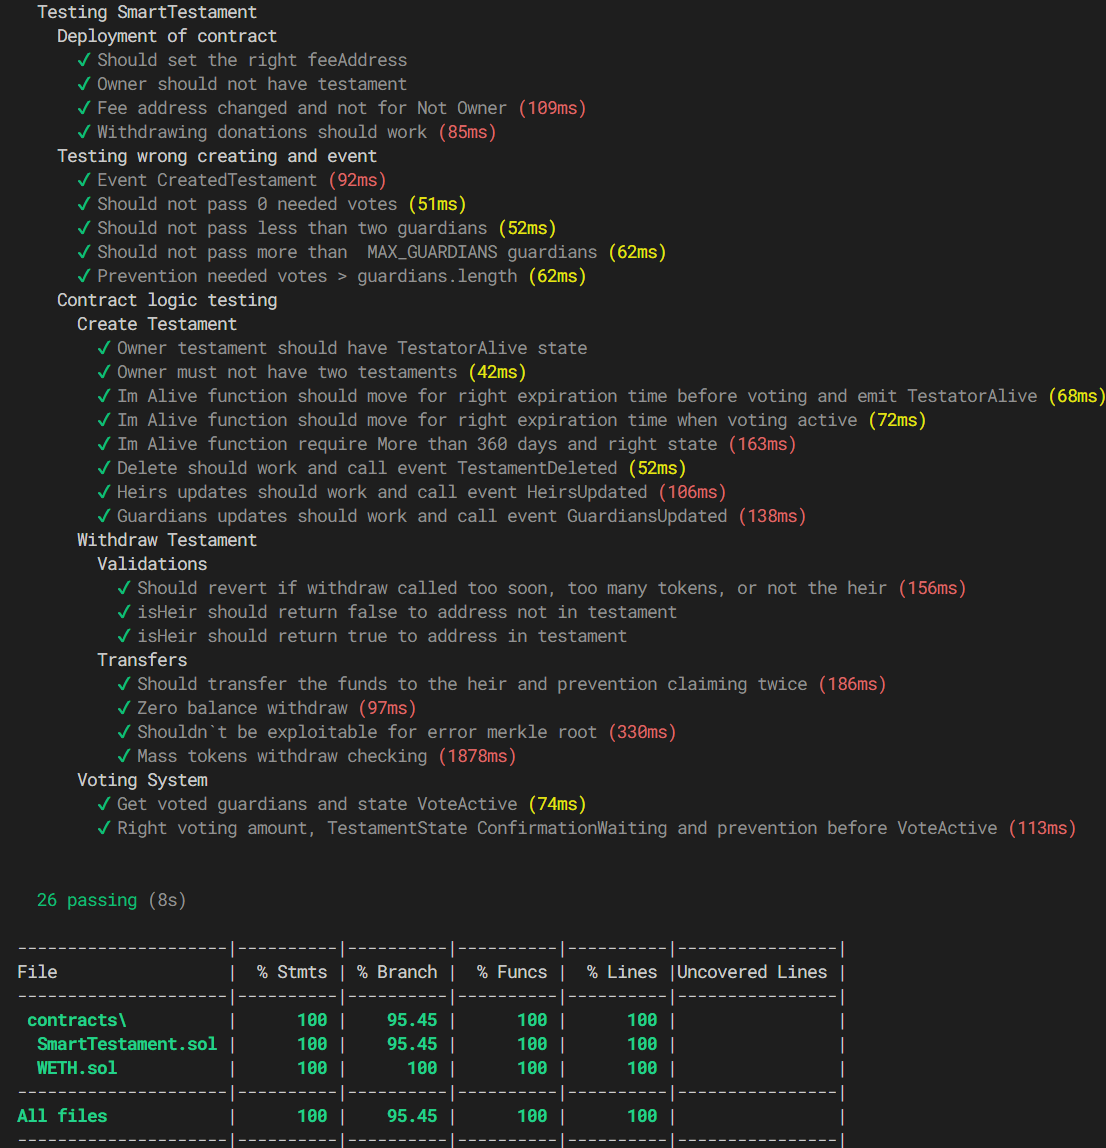 Testing SmartTestament
Deployment of contract
✓ Should set the right feeAddress
✓ Owner should not have testament
✓ Fee address changed and not for Not Owner (109ms)
✓ Withdrawing donations should work (85ms)
Testing wrong creating and event
✓ Event CreatedTestament (92ms)
✓ Should not pass 0 needed votes (51ms)
✓ Should not pass less than two guardians (52ms)
✓ Should not pass more than  MAX_GUARDIANS guardians (62ms)
✓ Prevention needed votes > guardians.length (62ms)
Contract logic testing
Create Testament
✓ Owner testament should have TestatorAlive state
✓ Owner must not have two testaments (42ms)
✓ Im Alive function should move for right expiration time before voting and emit TestatorAlive (68ms)
✓ Im Alive function should move for right expiration time when voting active (72ms)
✓ Im Alive function require More than 360 days and right state (163ms)
✓ Delete should work and call event TestamentDeleted (52ms)
✓ Heirs updates should work and call event HeirsUpdated (106ms)
✓ Guardians updates should work and call event GuardiansUpdated (138ms)
Withdraw Testament
Validations
✓ Should revert if withdraw called too soon, too many tokens, or not the heir (156ms)
✓ isHeir should return false to address not in testament
✓ isHeir should return true to address in testament
Transfers
✓ Should transfer the funds to the heir and prevention claiming twice (186ms)
✓ Zero balance withdraw (97ms)
✓ Shouldn`t be exploitable for error merkle root (330ms)
✓ Mass tokens withdraw checking (1878ms)
Voting System
✓ Get voted guardians and state VoteActive (74ms)
✓ Right voting amount, TestamentState ConfirmationWaiting and prevention before VoteActive (113ms)
26 passing (8s)
---------------------|----------|----------|----------|----------|----------------|
File                 |  % Stmts | % Branch |  % Funcs |  % Lines |Uncovered Lines |
---------------------|----------|----------|----------|----------|----------------|
contracts\          |      100 |    95.45 |      100 |      100 |                |
SmartTestament.sol |      100 |    95.45 |      100 |      100 |                |
WETH.sol           |      100 |      100 |      100 |      100 |                |
---------------------|----------|----------|----------|----------|----------------|
All files            |      100 |    95.45 |      100 |      100 |                |
---------------------|----------|----------|----------|----------|----------------|